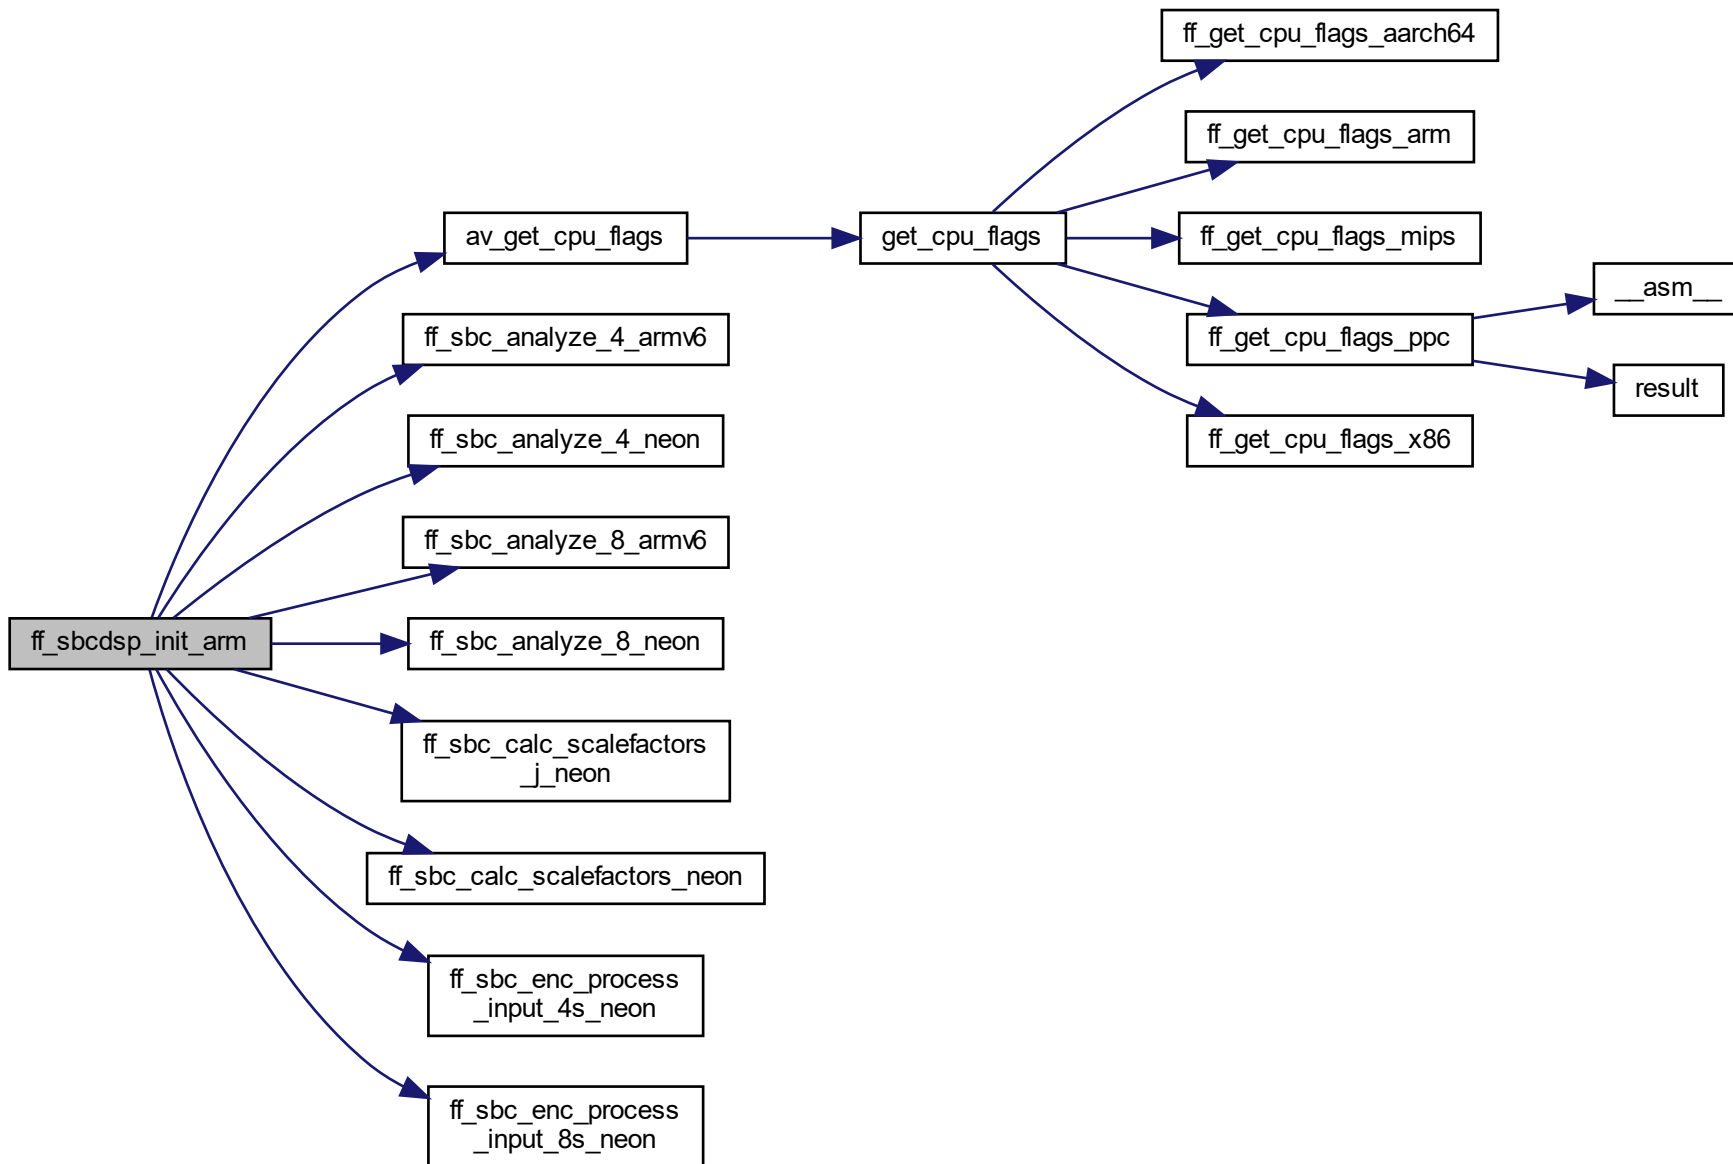 ff_get_cpu_flags_aarch64
ff_get_cpu_flags_arm
av_get_cpu_flags
get_cpu_flags
ff_get_cpu_flags_mips
__asm__
ff_sbc_analyze_4_armv6
ff_get_cpu_flags_ppc
result
ff_sbc_analyze_4_neon
ff_get_cpu_flags_x86
ff_sbc_analyze_8_armv6
ff_sbcdsp_init_arm
ff_sbc_analyze_8_neon
ff_sbc_calc_scalefactors
_j_neon
ff_sbc_calc_scalefactors_neon
ff_sbc_enc_process
_input_4s_neon
ff_sbc_enc_process
_input_8s_neon